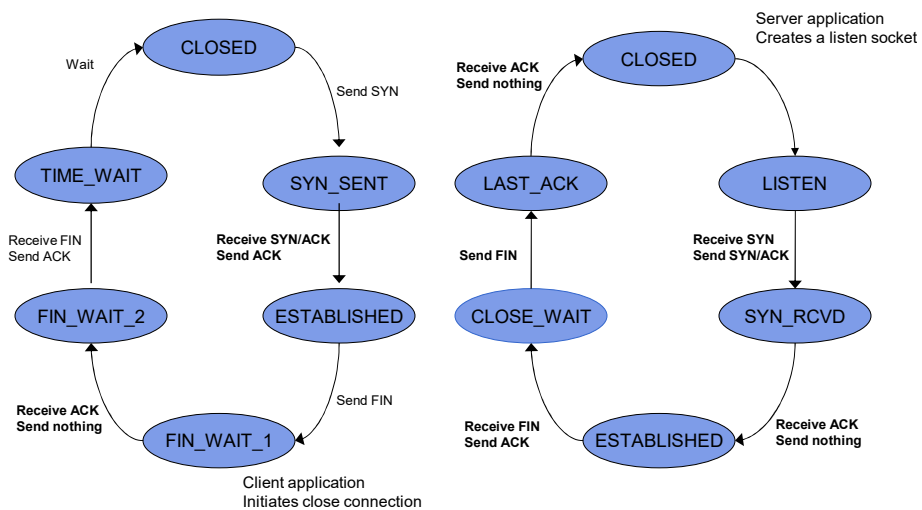 CLOSED
Wait
Send SYN
TIME_WAIT
SYN_SENT
Receive SYN/ACK
Send ACK
Receive FIN
Send ACK
FIN_WAIT_2
ESTABLISHED
Send FIN
Receive ACK
Send nothing
FIN_WAIT_1
Client application
Initiates close connection
Server application
Creates a listen socket
CLOSED
Receive ACK
Send nothing
LAST_ACK
LISTEN
Receive SYN
Send SYN/ACK
Send FIN
CLOSE_WAIT
SYN_RCVD
Receive FIN
Send ACK
ESTABLISHED
Receive ACK
Send nothing